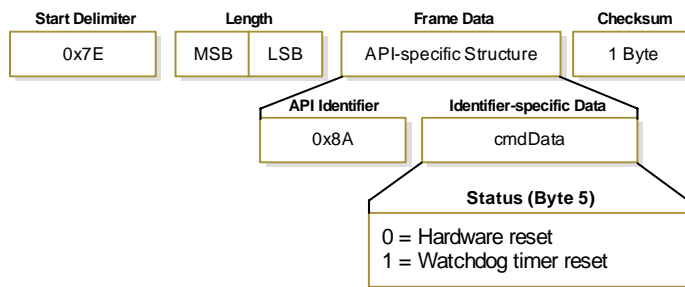 Start Delimiter Length Frame Data Checksum
0x7E MSB LSB API-specific Structure 1 Byte
API Identifier Identifier-specific Data
0x8A cmdData
Status (Byte 5)
0 = Hardware reset
1 = Watchdog timer reset